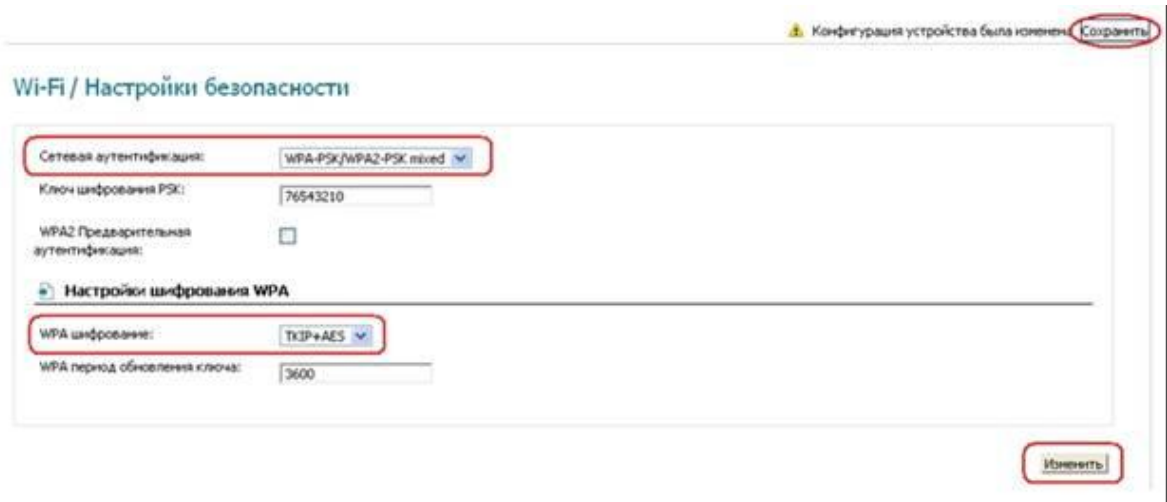 Конфигурация устройства была изменена Сохранить
Wi-Fi / Настройки безопасности
Сетевая аутентификация: WPA-PSK/WPA2-PSK mixed
Ключ шифрования PSK: 76543210
WPA2 Предварительная
аутентификация:
Настройки шифрования WPA
WPA шифрование: TKIP+AES
WPA период обновления ключа: 3600
Изменить